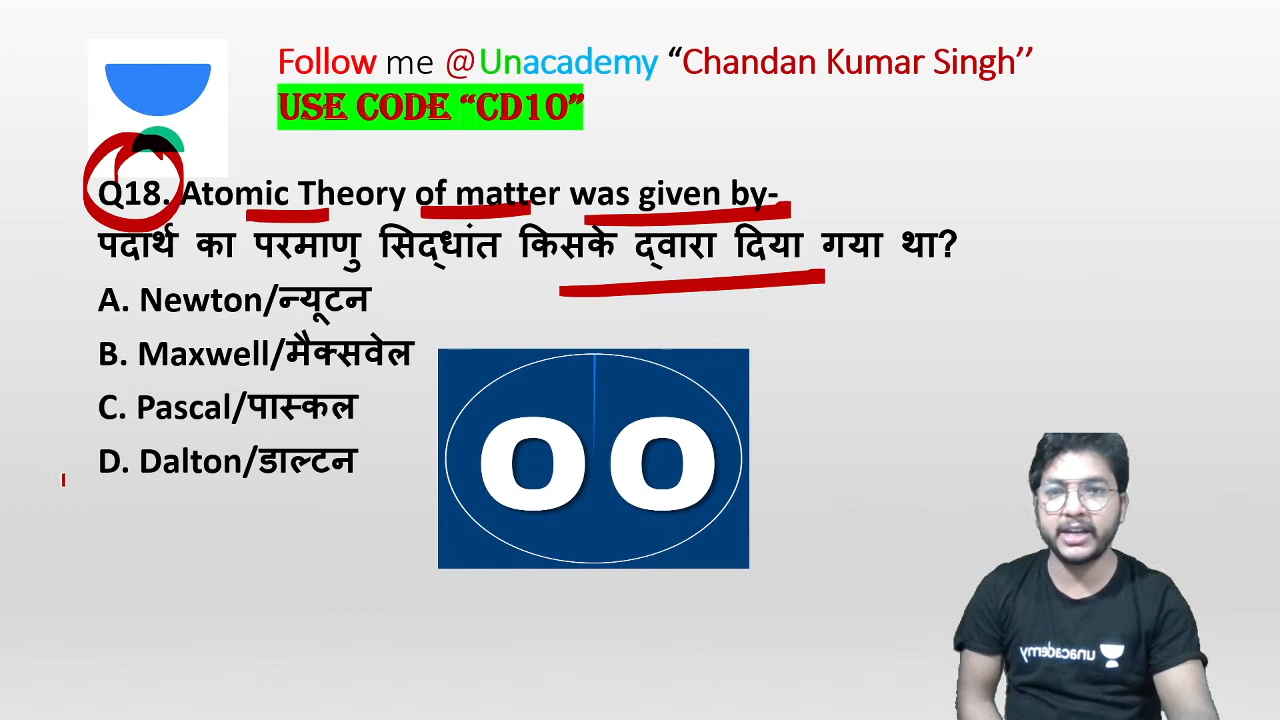 Follow me @Unacademy “Chandan Kumar Singh’’
USE CODE “CD10”
Q18. Atomic Theory of matter was given by-
पदार्थ का परमाणु सिद्धांत किसके द्वारा दिया गया था?
A. Newton/न्यूटन
B. Maxwell/मैक्सवेल
C. Pascal/पास्कल
D. Dalton/डाल्टन
00
unacademy